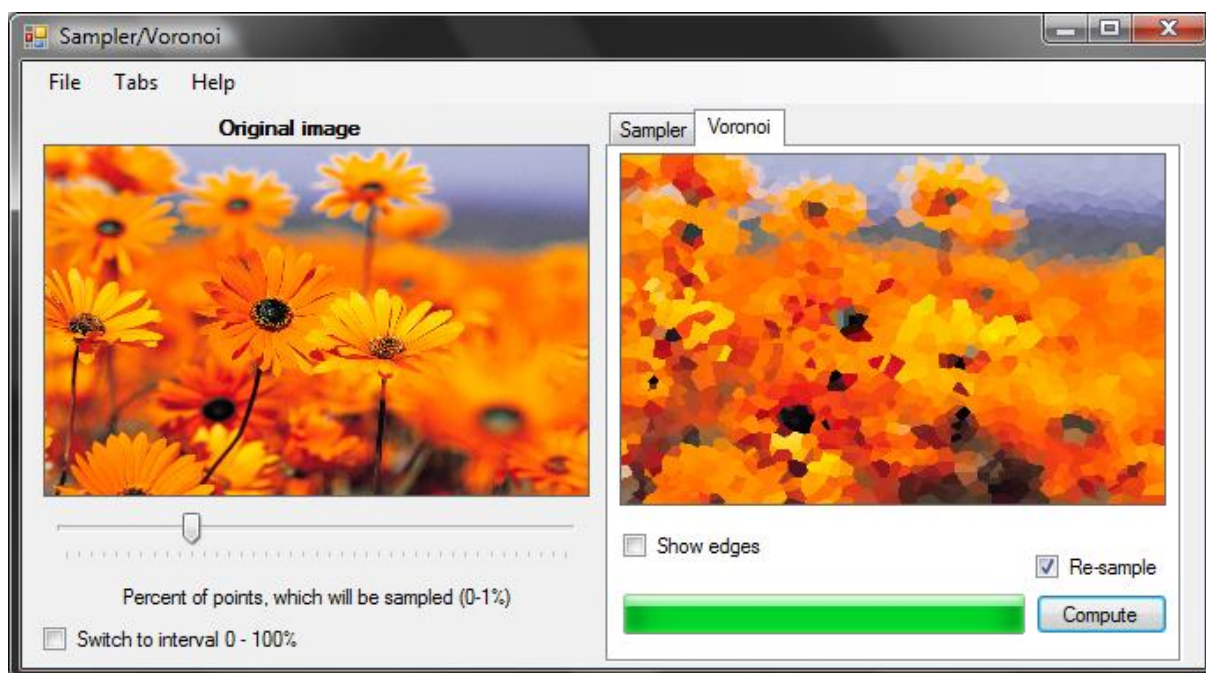 Sampler/Voronoi
File Tabs Help
Original image
Sampler Voronoi
Show edges
Re-sample
Percent of points, which will be sampled (0-1%)
Compute
Switch to interval 0 - 100%